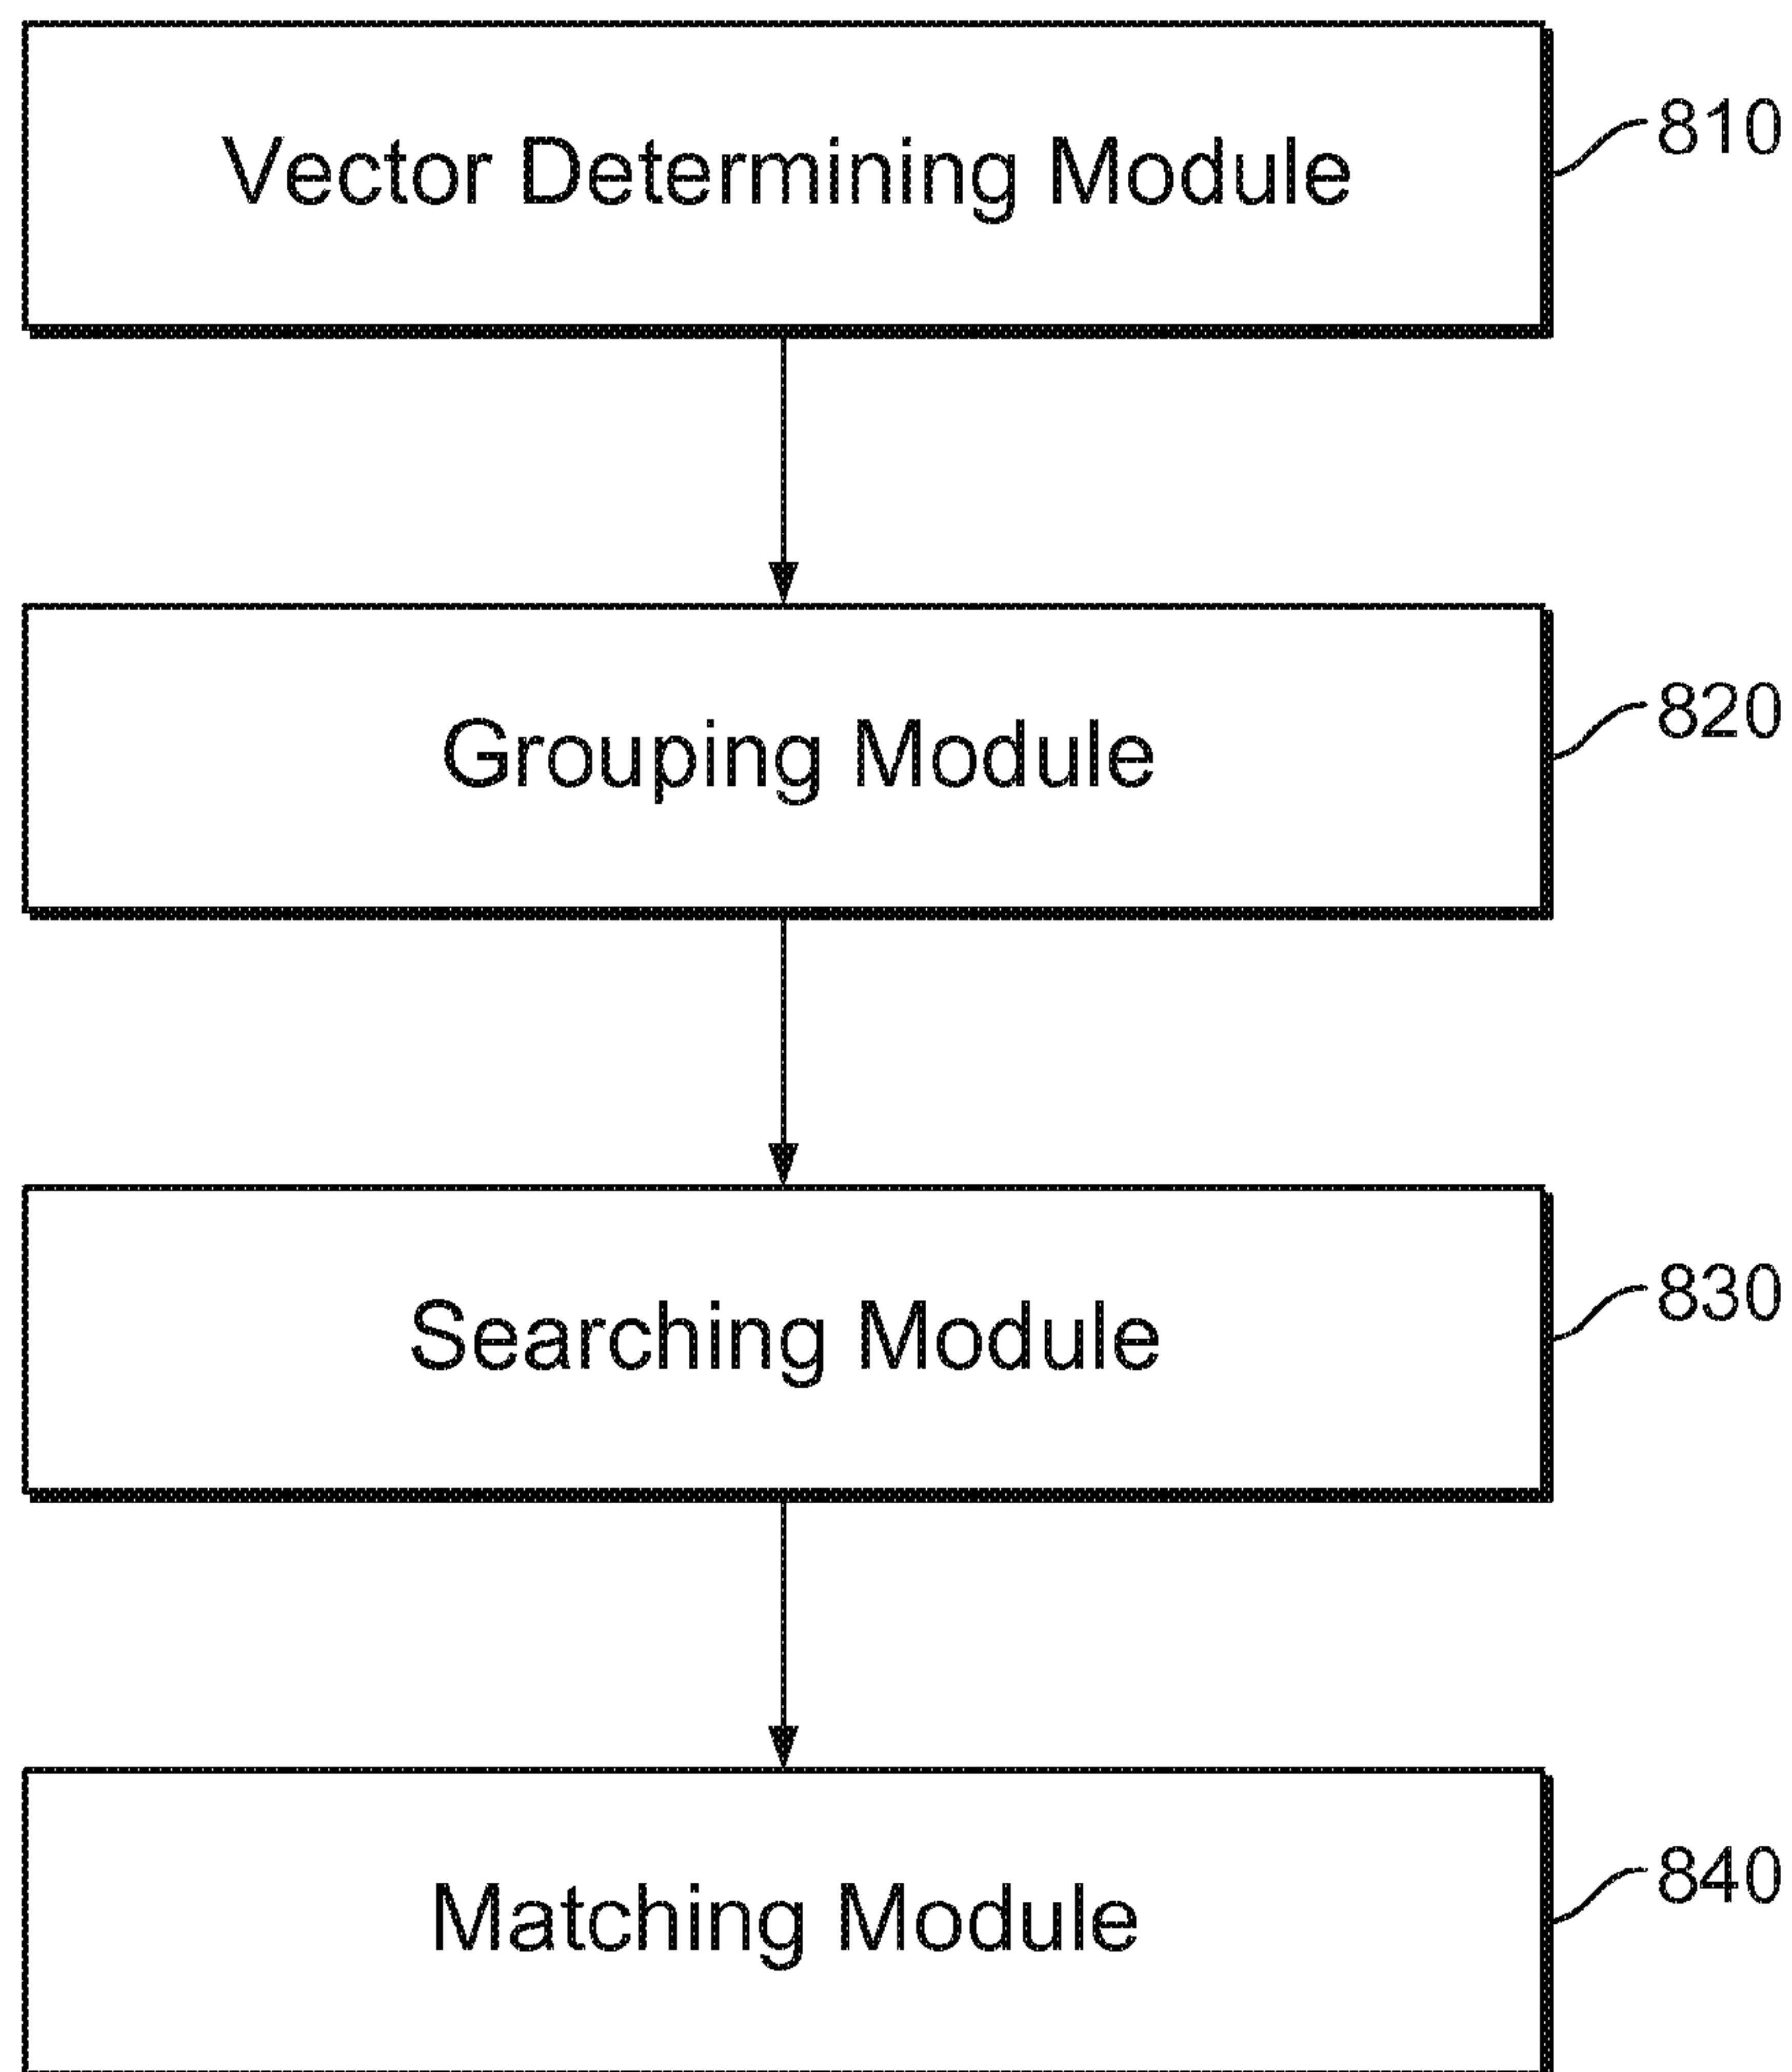 Vector Determining Module
810
Grouping Module
820
Searching Module
830
Matching Module
840